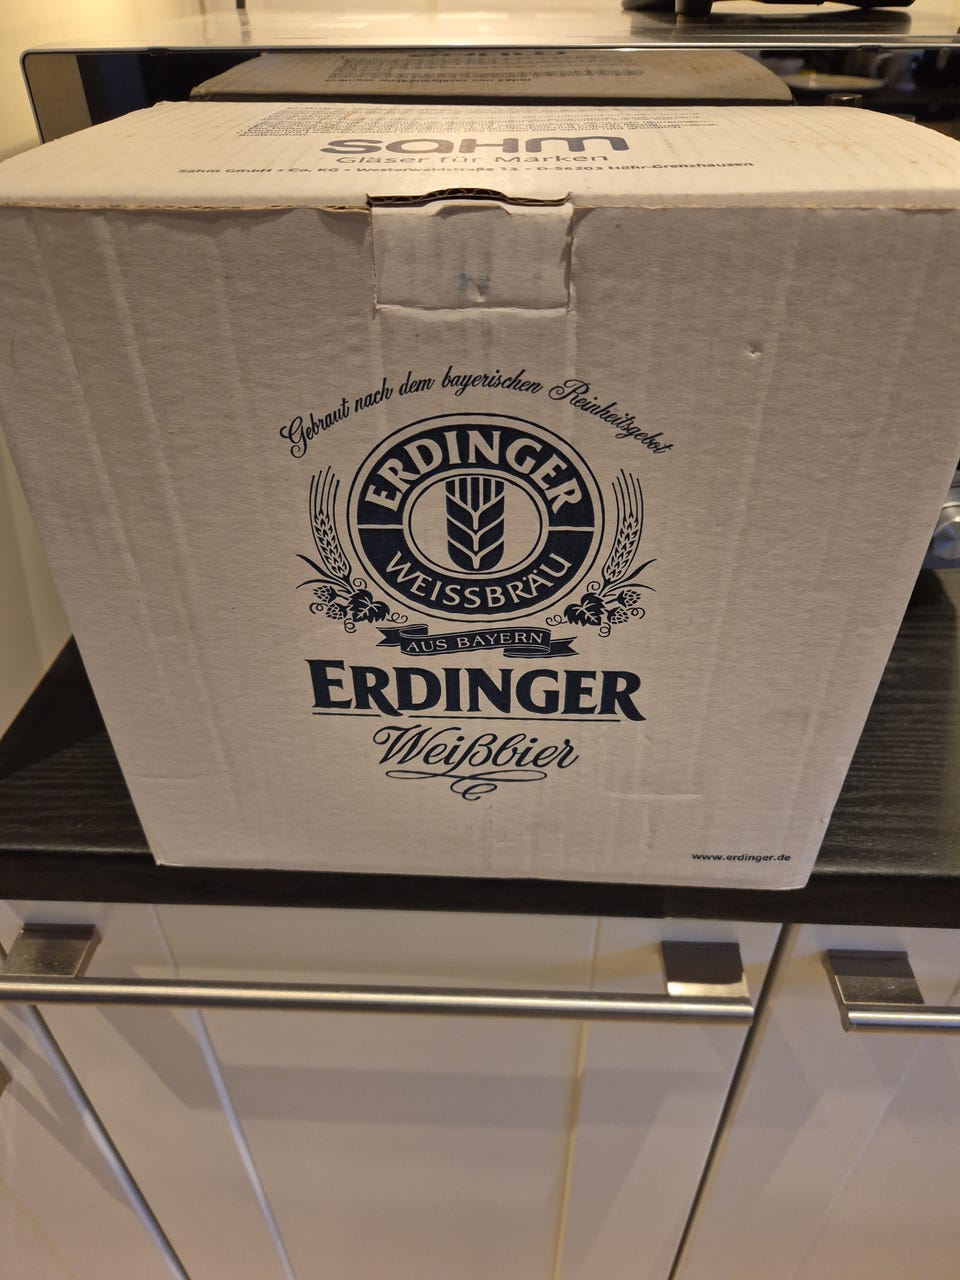 sahm
Gläser für Marken
Sahm GmbH + Co. KG • Westerwaldstraße 13 • D-56203 Höhr-Grenzhausen
Gebraut nach dem bayerischen Reinheitsgebot
ERDINGER
WEISSBRÄU
AUS BAYERN
ERDINGER
Weißbier
www.erdinger.de